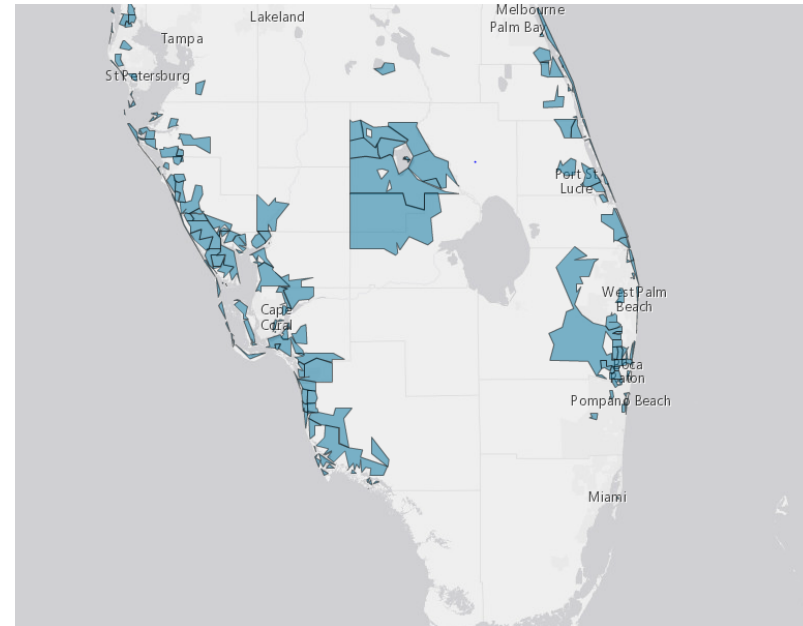 Lakeland
Melbourne
Palm Bay
Tampa
St Petersburg
Port St
Lucie
West Palm
Beach
Cape
Coral
Boca
Raton
Pompano Beach
Miami